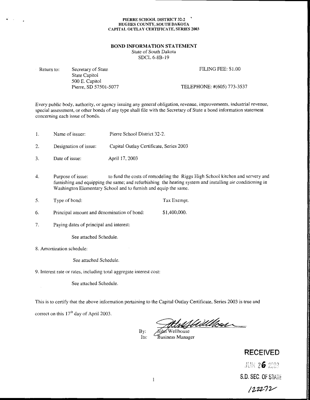 PIERRE SCHOOL DISTRICT 32-2
HUGHES COUNTY, SOUTH DAKOTA
CAPITAL OUTLAY CERTIFICATE, SERIES 2003
BOND INFORMATION STATEMENT
State of South Dakota
SDCL 6-8B-19
Return to: Secretary of State FILING FEE: $1.00
State Capitol
500 E. Capitol
Pierre, SD 57501-5077 TELEPHONE: #(605) 773-3537
Every public body, authority, or agency issuing any general obligation, revenue, improvements, industrial revenue,
special assessment, or other bonds of any type shall file with the Secretary of State a bond information statement
concerning each issue of bonds.
1. Name of issuer: Pierre School District 32-2.
2. Designation of issue: Capital Outlay Certificate, Series 2003
3. Date of issue: April 17, 2003
4. Purpose of issue: to fund the costs of remodeling the Riggs High School kitchen and servery and
furnishing and equipping the same; and refurbishing the heating system and installing air conditioning in
Washington Elementary School and to furnish and equip the same.
5. Type of bond: Tax Exempt.
6. Principal amount and denomination of bond: $1,400,000.
7. Paying dates of principal and interest:
See attached Schedule.
8. Amortization schedule:
See attached Schedule.
9. Interest rate or rates, including total aggregate interest cost:
See attached Schedule.
This is to certify that the above information pertaining to the Capital Outlay Certificate, Series 2003 is true and
correct on this 17th day of April 2003.
By: John Wellhouse
Its: Business Manager
RECEIVED
JUN 26
S.D. SEC. OF STATE
122272
1